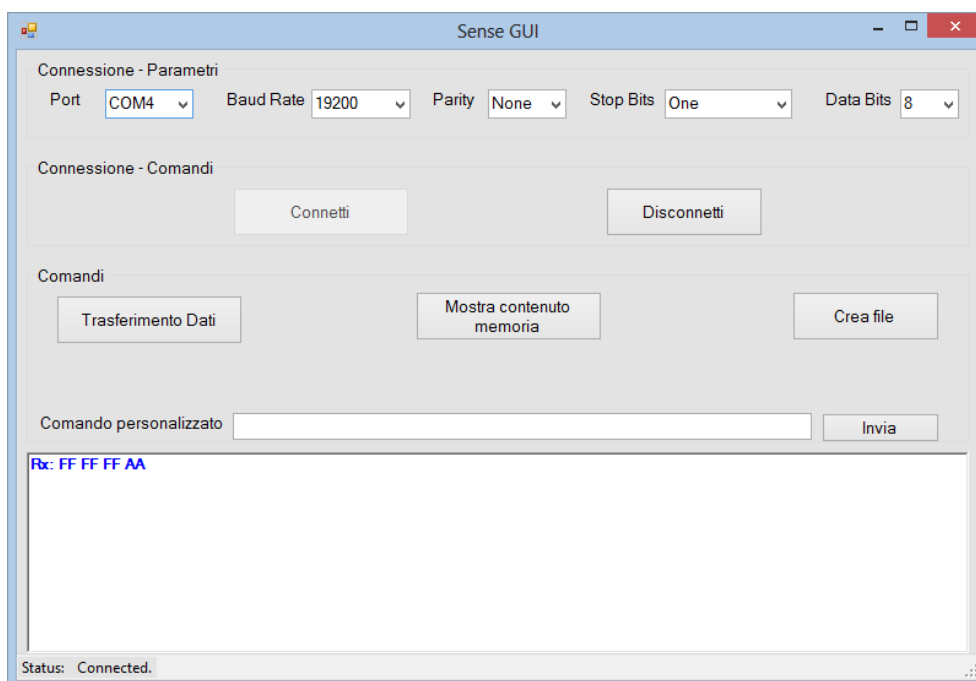 Sense GUI
Connessione - Parametri
Port COM4 Baud Rate 19200 Parity None Stop Bits One Data Bits 8
Connessione - Comandi
Connetti Disconnetti
Comandi
Trasferimento Dati Mostra contenuto memoria Crea file
Comando personalizzato Invia
Rx: FF FF FF AA
Status: Connected.